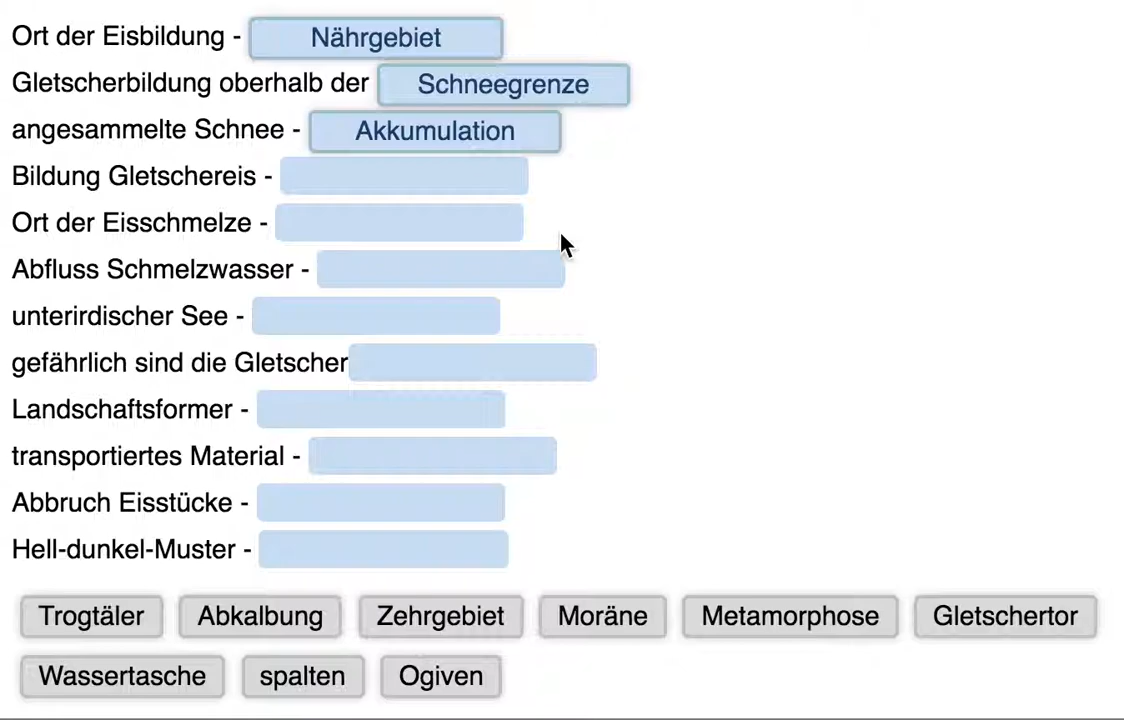 Ort der Eisbildung - Nährgebiet
Gletscherbildung oberhalb der Schneegrenze
angesammelte Schnee - Akkumulation
Bildung Gletschereis -
Ort der Eisschmelze -
Abfluss Schmelzwasser -
unterirdischer See -
gefährlich sind die Gletscher
Landschaftsformer -
transportiertes Material -
Abbruch Eisstücke -
Hell-dunkel-Muster -
Trogtäler Abkalbung Zehrgebiet Moräne Metamorphose Gletschertor
Wassertasche spalten Ogiven